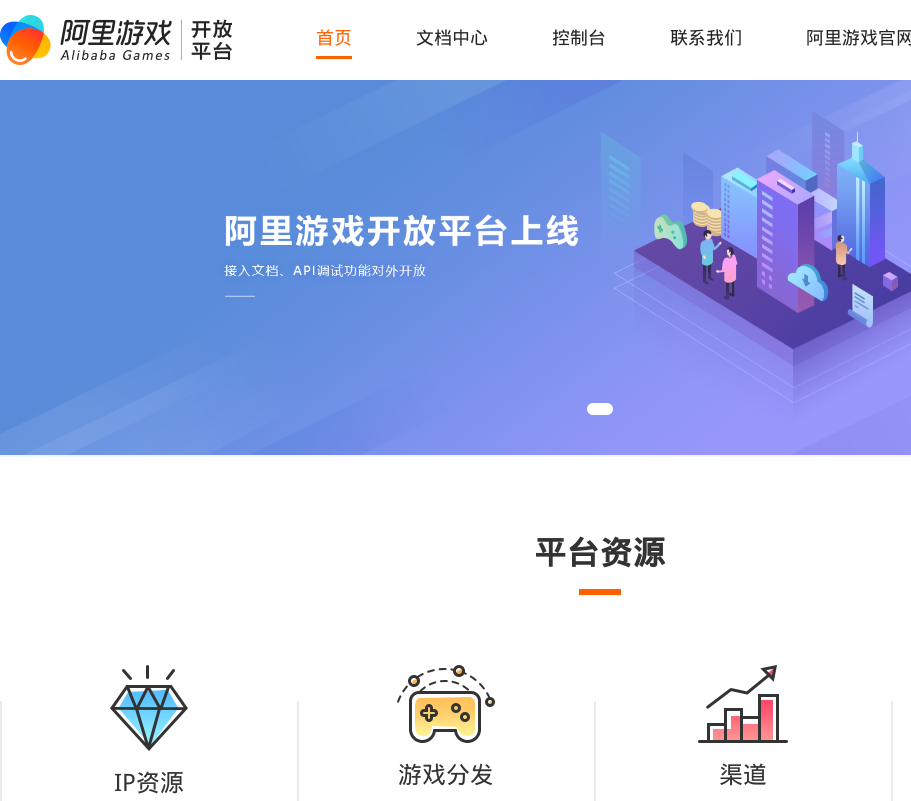 阿里游戏
Alibaba Games
开放
平台
首页
文档中心
控制台
联系我们
阿里游戏官网
阿里游戏开放平台上线
接入文档、API调试功能对外开放
平台资源
IP资源
游戏分发
渠道